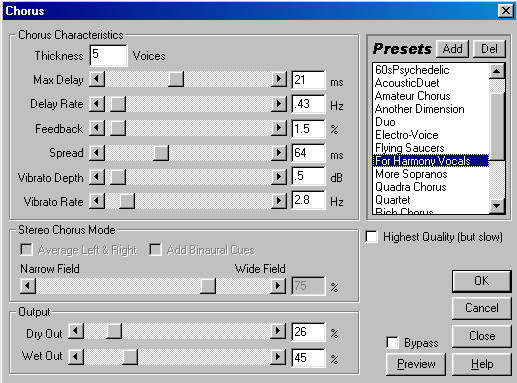 Chorus
Chorus Characteristics
Thickness 5 Voices
Max Delay 21 ms
Delay Rate .43 Hz
Feedback 1.5 %
Spread 64 ms
Vibrato Depth .5 dB
Vibrato Rate 2.8 Hz
Stereo Chorus Mode
Average Left & Right Add Binaural Cues
Narrow Field Wide Field
75 %
Output
Dry Out 26 %
Wet Out 45 %
Presets Add Del
60sPsychedelic
AcousticDuet
Amateur Chorus
Another Dimension
Duo
Electro-Voice
Flying Saucers
For Harmony Vocals
More Sopranos
Quadra Chorus
Quartet
Rich Chorus
Highest Quality (but slow)
OK
Cancel
Bypass Close
Preview Help